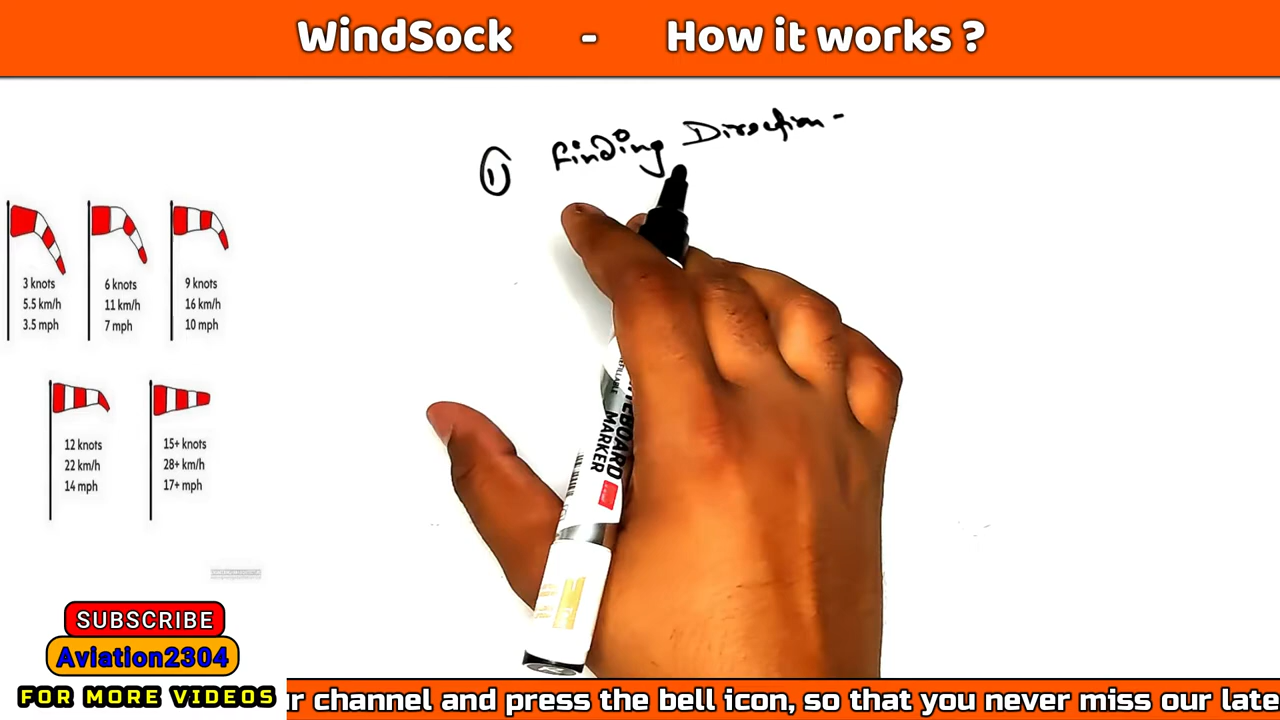 WindSock - How it works ?
① Finding Direction -
3 knots
5.5 km/h
3.5 mph
6 knots
11 km/h
7 mph
9 knots
16 km/h
10 mph
12 knots
22 km/h
14 mph
15+ knots
28+ km/h
17+ mph
WHITEBOARD
MARKER
SUBSCRIBE
Aviation2304
FOR MORE VIDEOS
r channel and press the bell icon, so that you never miss our late